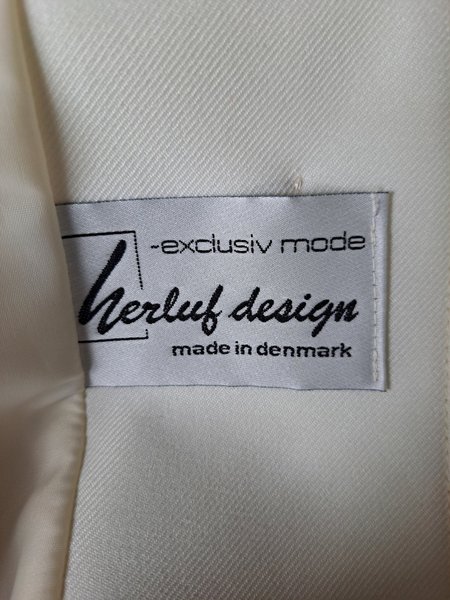 -exclusiv mode
herluf design
made in denmark